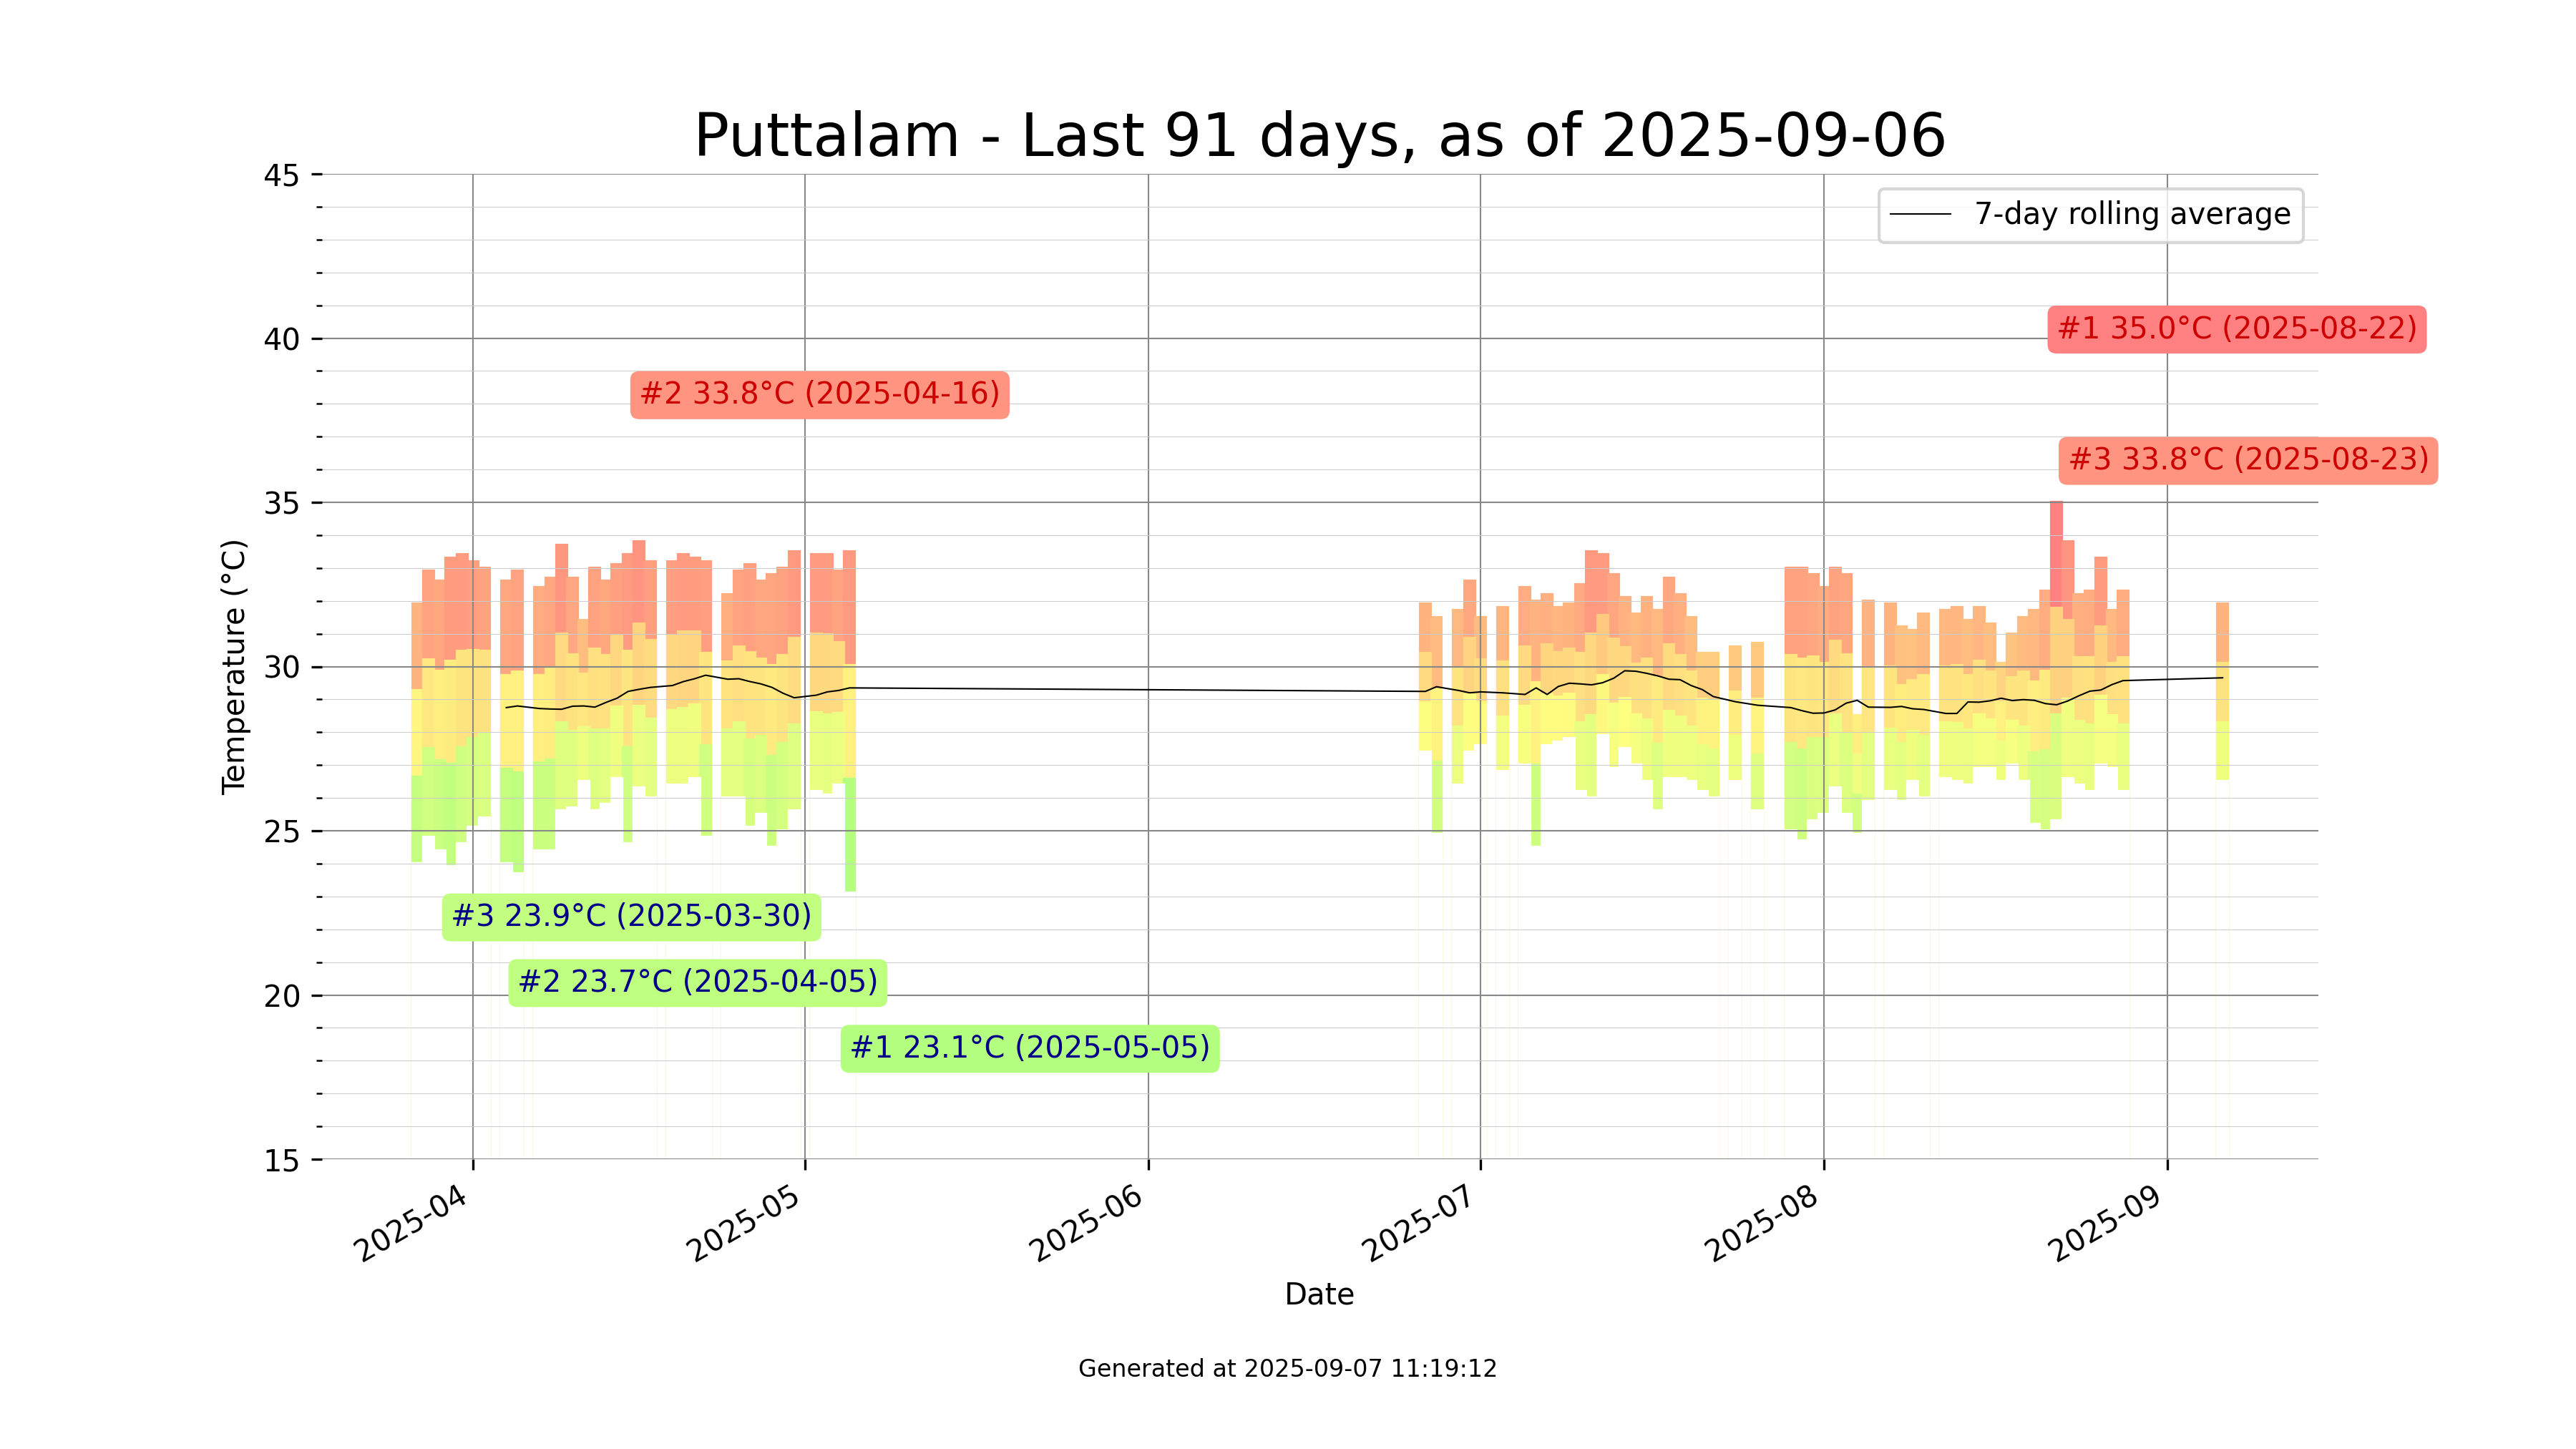 Puttalam - Last 91 days, as of 2025-09-06
7-day rolling average
45
40
35
30
25
20
15
Temperature (°C)
#1 35.0°C (2025-08-22)
#2 33.8°C (2025-04-16)
#3 33.8°C (2025-08-23)
#3 23.9°C (2025-03-30)
#2 23.7°C (2025-04-05)
#1 23.1°C (2025-05-05)
2025-04
2025-05
2025-06
2025-07
2025-08
2025-09
Date
Generated at 2025-09-07 11:19:12